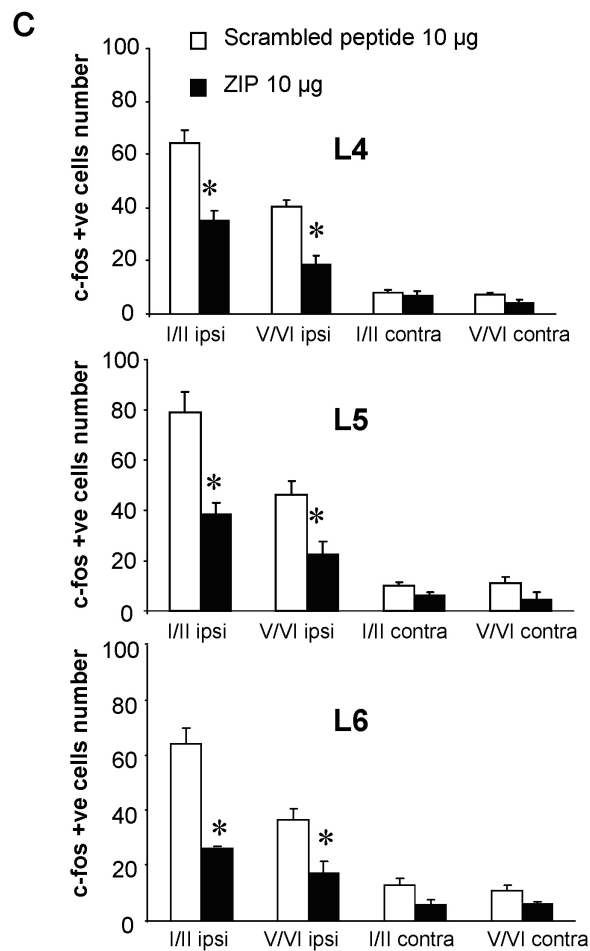 C
Scrambled peptide 10 µg
ZIP 10 µg
L4
c-fos +ve cells number
100
80
60
40
20
0
*
*
I/II ipsi V/VI ipsi I/II contra V/VI contra
L5
c-fos +ve cells number
100
80
60
40
20
0
*
*
I/II ipsi V/VI ipsi I/II contra V/VI contra
L6
c-fos +ve cells number
100
80
60
40
20
0
*
*
I/II ipsi V/VI ipsi I/II contra V/VI contra